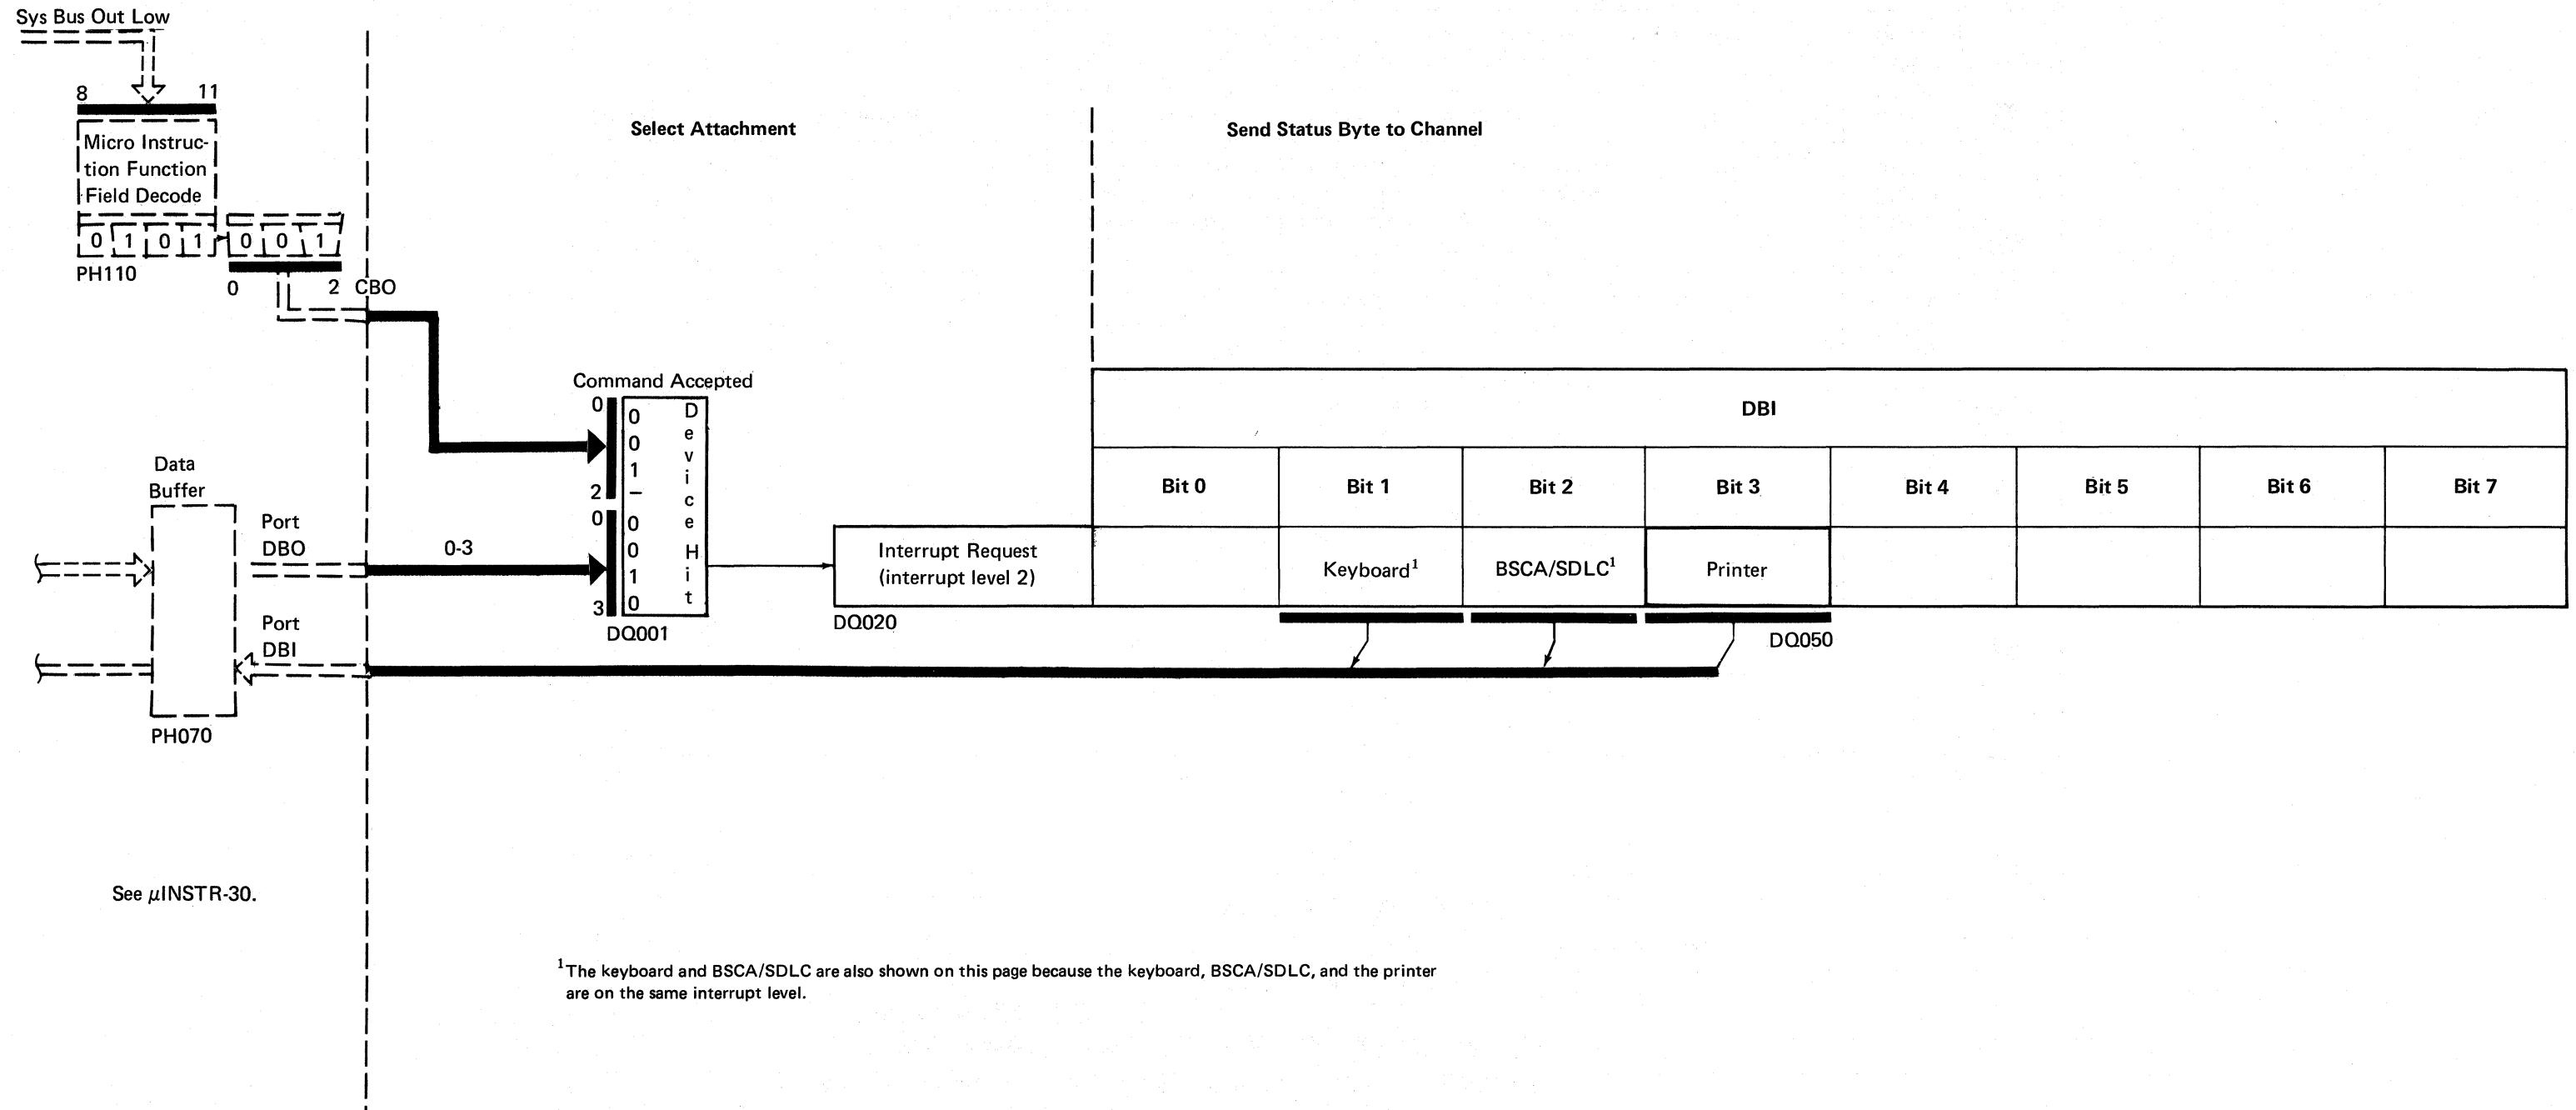 Sys Bus Out Low
8 11
Micro Instruc-
tion Function
Field Decode
0 1 0 1 0 0 1
PH110
0 2 CBO
Select Attachment
Send Status Byte to Channel
Command Accepted
0
2
0
3
0
0
1
–
0
0
1
0
Device Hit
DQ001
Data
Buffer
Port
DBO
0-3
Port
DBI
PH070
Interrupt Request
(interrupt level 2)
DQ020
DBI
Bit 0 Bit 1 Bit 2 Bit 3 Bit 4 Bit 5 Bit 6 Bit 7
Keyboard¹ BSCA/SDLC¹ Printer
DQ050
See μINSTR-30.
¹The keyboard and BSCA/SDLC are also shown on this page because the keyboard, BSCA/SDLC, and the printer
are on the same interrupt level.